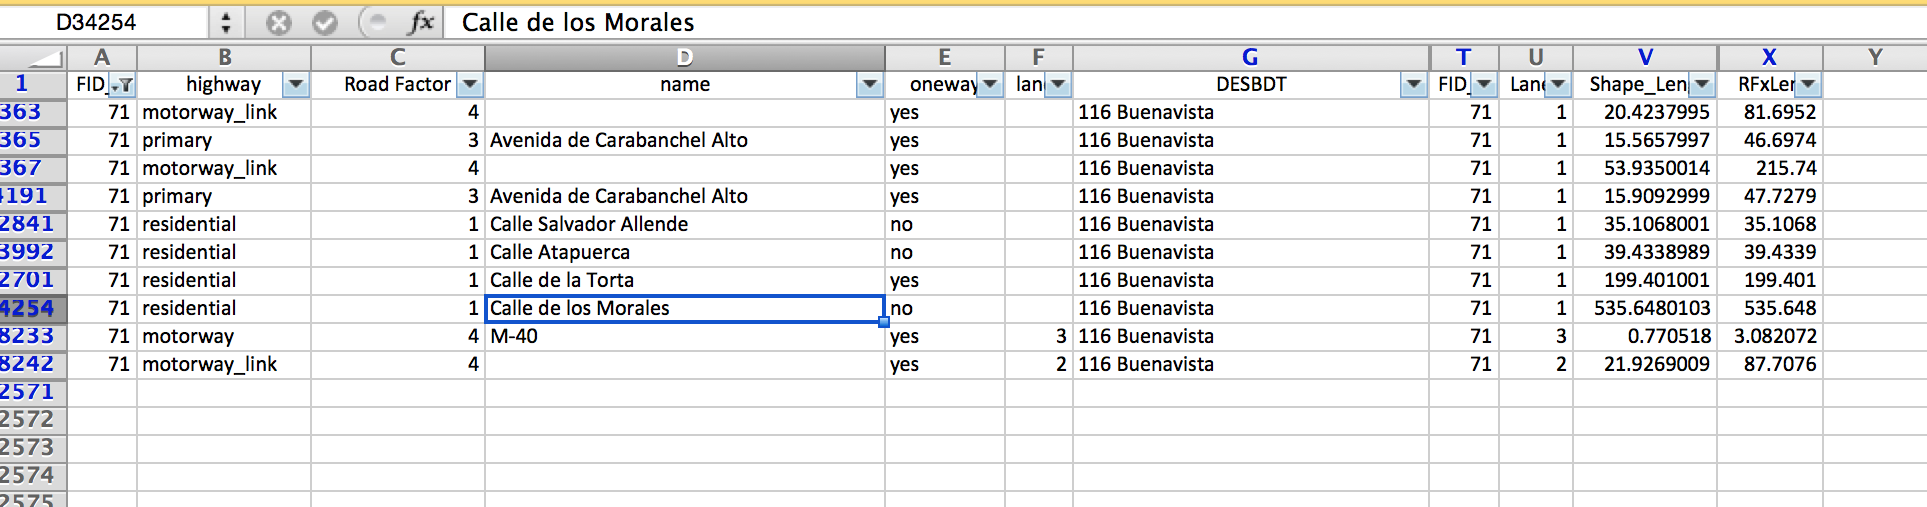 D34254 fx Calle de los Morales
A B C D E F G T U V X Y
1 FID_ highway Road Factor name oneway lan DESBDT FID_ Lane Shape_Len RFxLen
363 71 motorway_link 4 yes 116 Buenavista 71 1 20.4237995 81.6952
365 71 primary 3 Avenida de Carabanchel Alto yes 116 Buenavista 71 1 15.5657997 46.6974
367 71 motorway_link 4 yes 116 Buenavista 71 1 53.9350014 215.74
4191 71 primary 3 Avenida de Carabanchel Alto yes 116 Buenavista 71 1 15.9092999 47.7279
2841 71 residential 1 Calle Salvador Allende no 116 Buenavista 71 1 35.1068001 35.1068
3992 71 residential 1 Calle Atapuerca no 116 Buenavista 71 1 39.4338989 39.4339
2701 71 residential 1 Calle de la Torta yes 116 Buenavista 71 1 199.401001 199.401
4254 71 residential 1 Calle de los Morales no 116 Buenavista 71 1 535.6480103 535.648
8233 71 motorway 4 M-40 yes 3 116 Buenavista 71 3 0.770518 3.082072
8242 71 motorway_link 4 yes 2 116 Buenavista 71 2 21.9269009 87.7076
2571
2572
2573
2574
2575